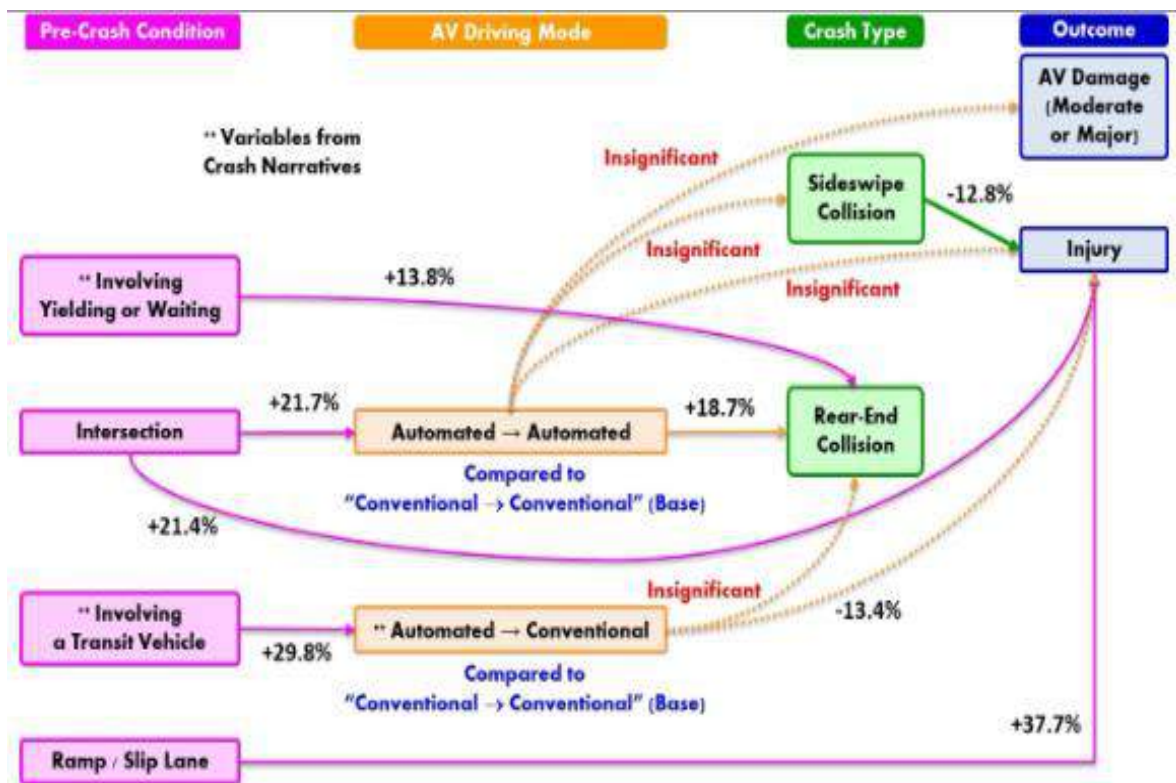 Pre-Crash Condition
AV Driving Mode
Crash Type
Outcome
AV Damage
(Moderate
or Major)
** Variables from
Crash Narratives
Insignificant
Sideswipe
Collision
-12.8%
Insignificant
Injury
** Involving
Yielding or Waiting
+13.8%
Insignificant
Intersection
+21.7%
Automated → Automated
+18.7%
Rear-End
Collision
Compared to
"Conventional → Conventional" (Base)
+21.4%
Insignificant
-13.4%
** Involving
a Transit Vehicle
+29.8%
** Automated → Conventional
Compared to
"Conventional → Conventional" (Base)
+37.7%
Ramp / Slip Lane